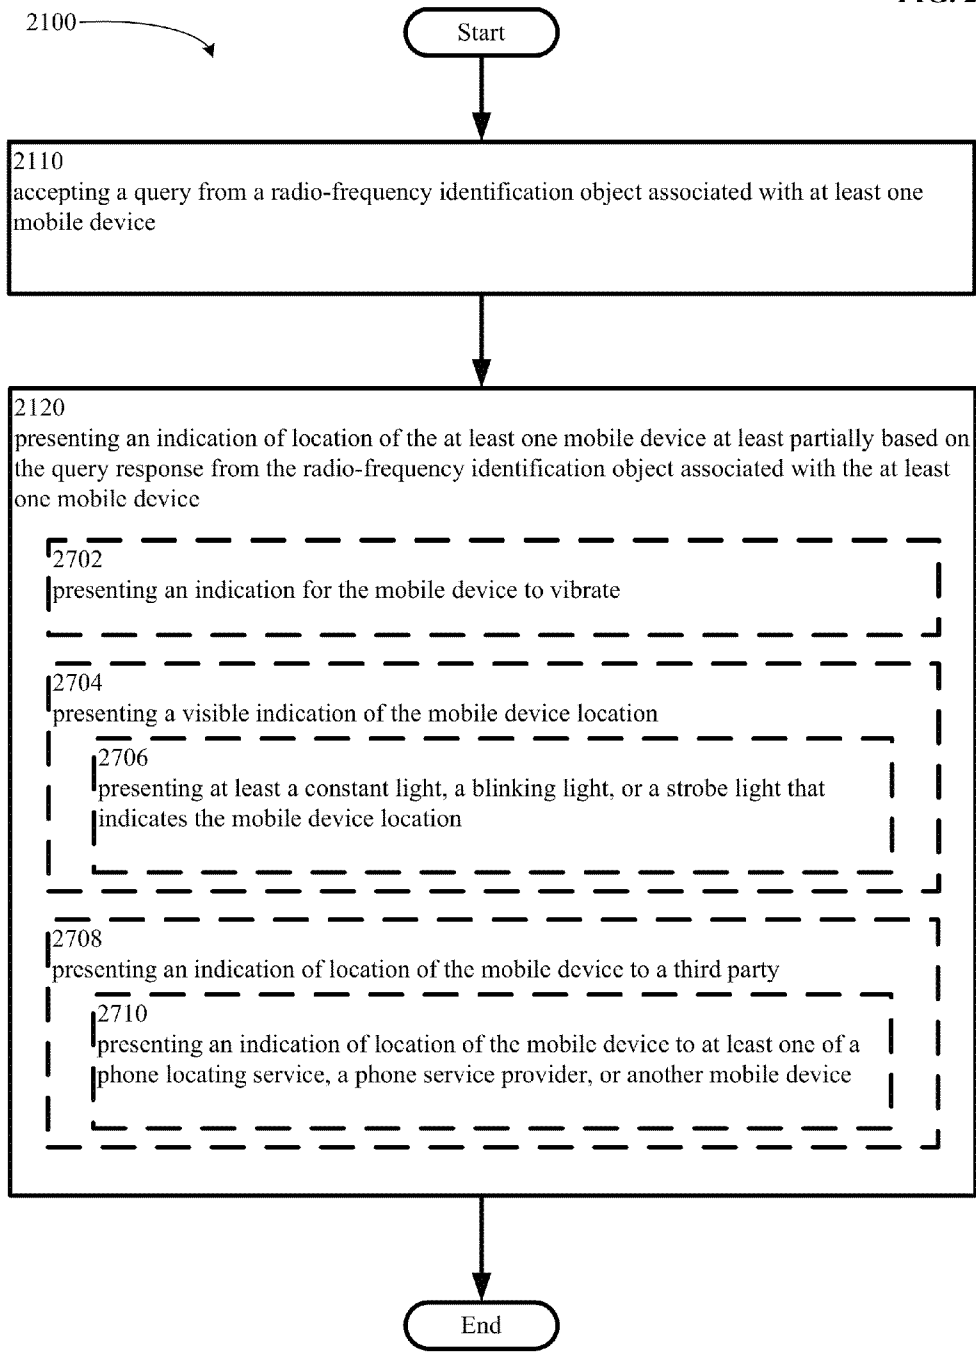 2100
Start
2110
accepting a query from a radio-frequency identification object associated with at least one
mobile device
2120
presenting an indication of location of the at least one mobile device at least partially based on
the query response from the radio-frequency identification object associated with the at least
one mobile device
2702
presenting an indication for the mobile device to vibrate
2704
presenting a visible indication of the mobile device location
2706
presenting at least a constant light, a blinking light, or a strobe light that
indicates the mobile device location
2708
presenting an indication of location of the mobile device to a third party
2710
presenting an indication of location of the mobile device to at least one of a
phone locating service, a phone service provider, or another mobile device
End